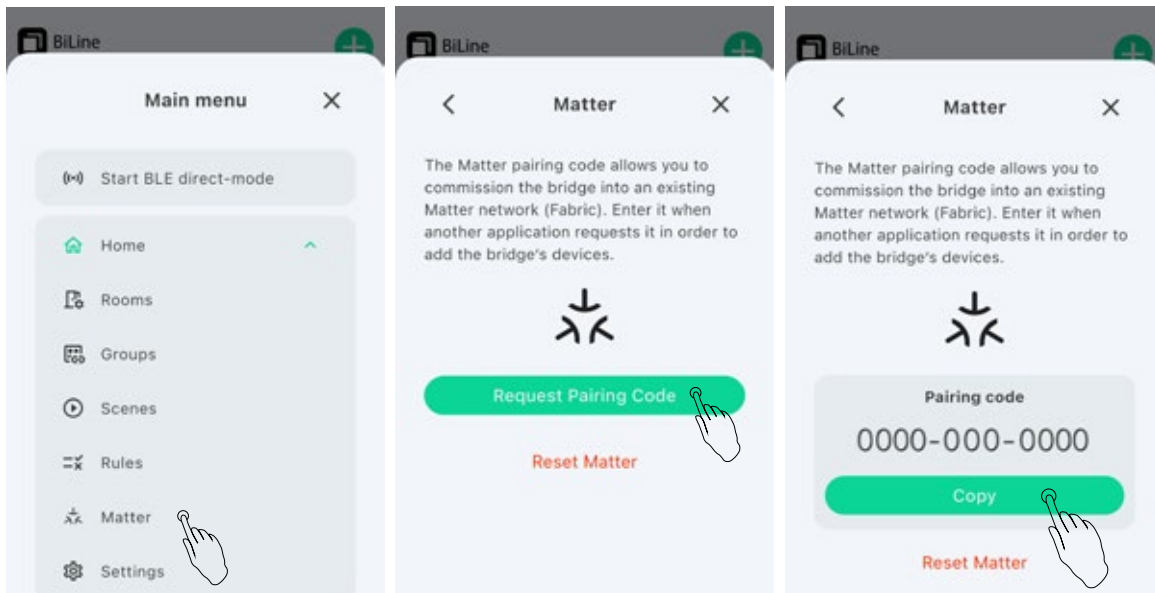 BiLine
Main menu
Start BLE direct-mode
Home
Rooms
Groups
Scenes
Rules
Matter
Settings
BiLine
Matter
The Matter pairing code allows you to
commission the bridge into an existing
Matter network (Fabric). Enter it when
another application requests it in order to
add the bridge's devices.
Request Pairing Code
Reset Matter
BiLine
Matter
The Matter pairing code allows you to
commission the bridge into an existing
Matter network (Fabric). Enter it when
another application requests it in order to
add the bridge's devices.
Pairing code
0000-000-0000
Copy
Reset Matter